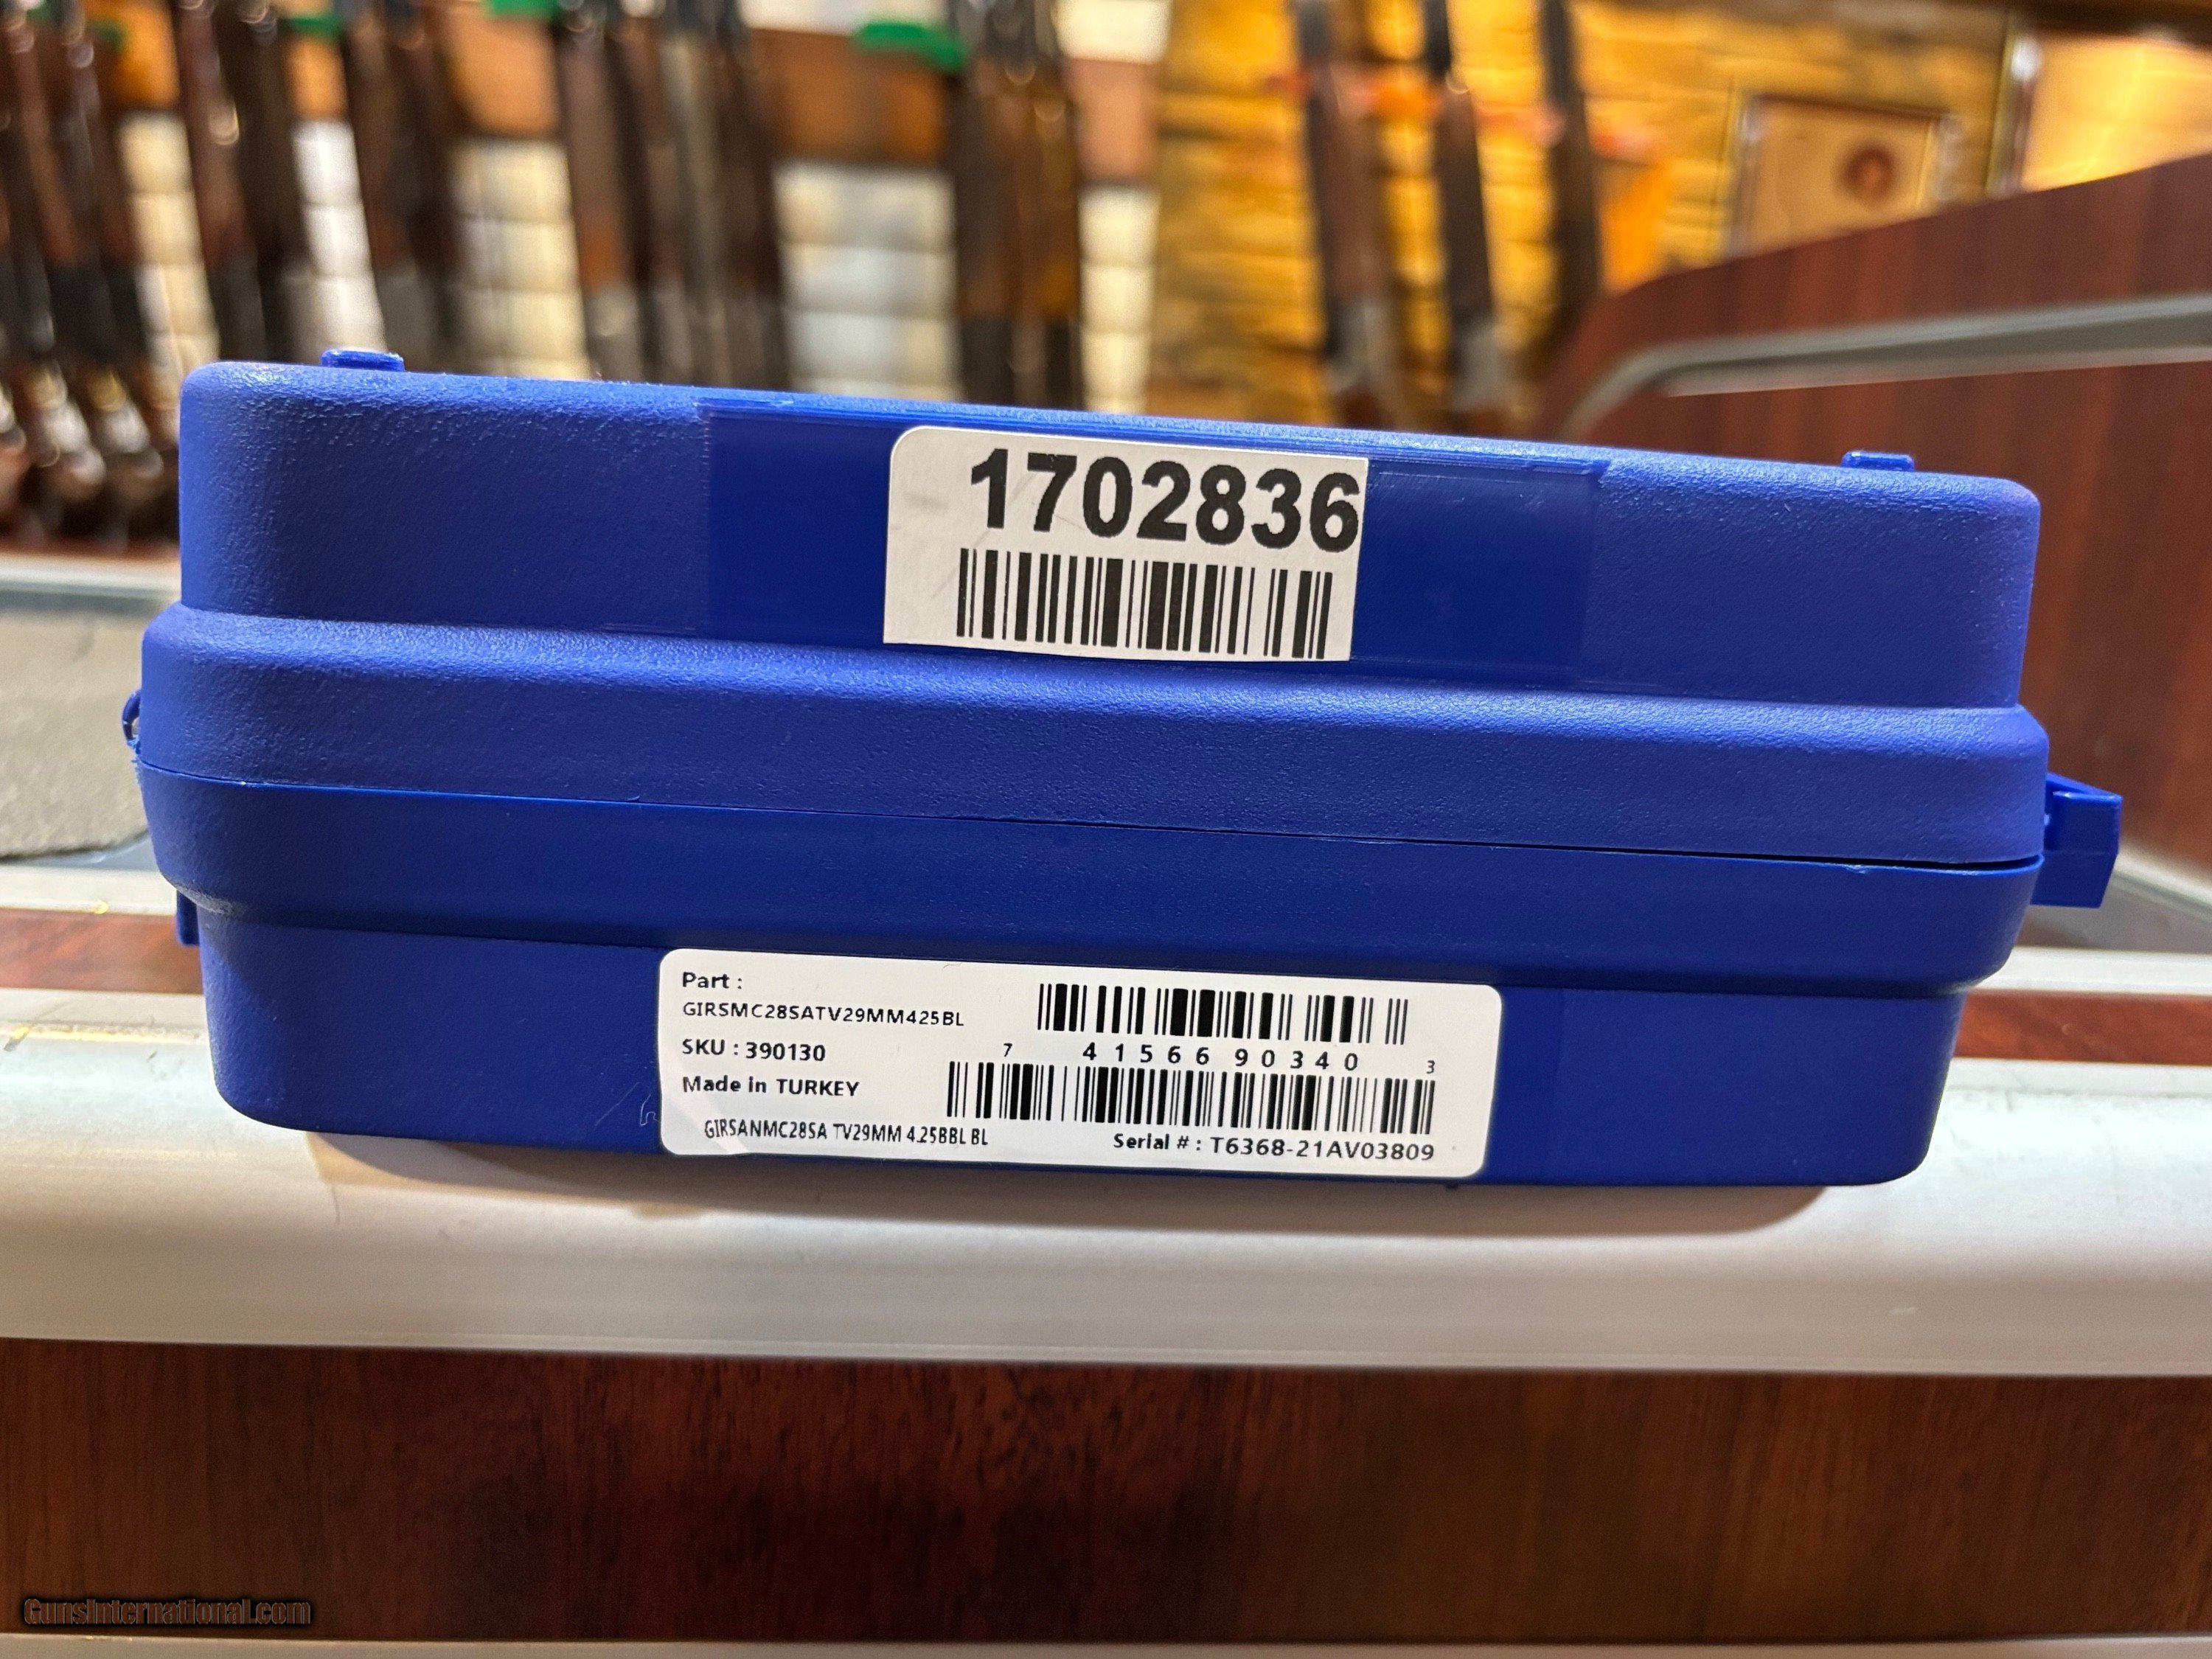 1702836
Part :
GIRSMC28SATV29MM425BL
SKU : 390130
Made in TURKEY
7 41566 90340 3
GIRSANMC28SA TV29MM 4.25BBL BL
Serial # : T6368-21AV03809
GunsInternational.com